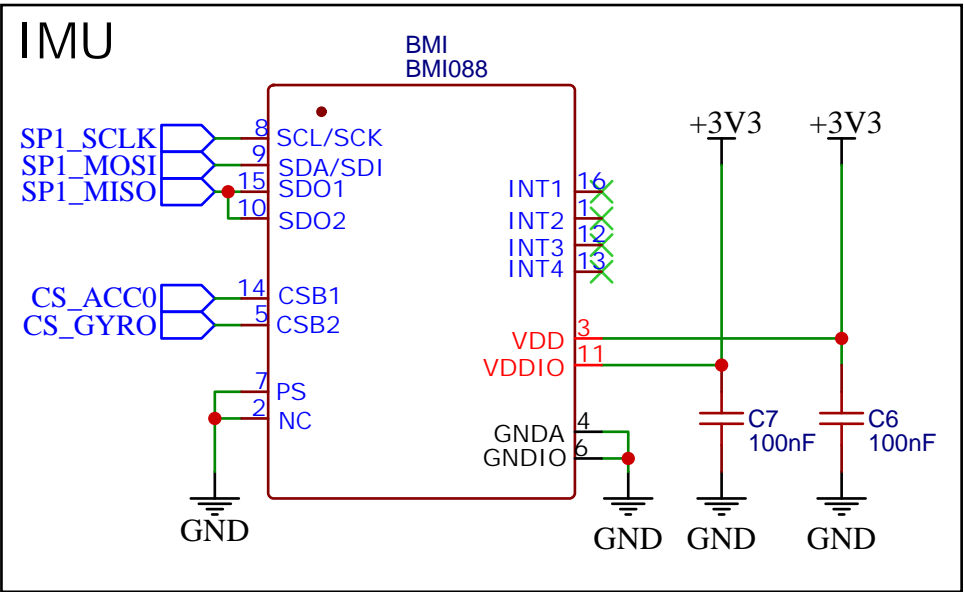 IMU
BMI
BMI088
+3V3
+3V3
SP1_SCLK
8
SCL/SCK
SP1_MOSI
9
SDA/SDI
SP1_MISO
15
SDO1
10
SDO2
INT1
16
INT2
1
INT3
12
INT4
13
CS_ACC0
14
CSB1
CS_GYRO
5
CSB2
VDD
3
VDDIO
11
7
PS
2
NC
GNDA
4
GNDIO
6
C7
100nF
C6
100nF
GND
GND
GND
GND